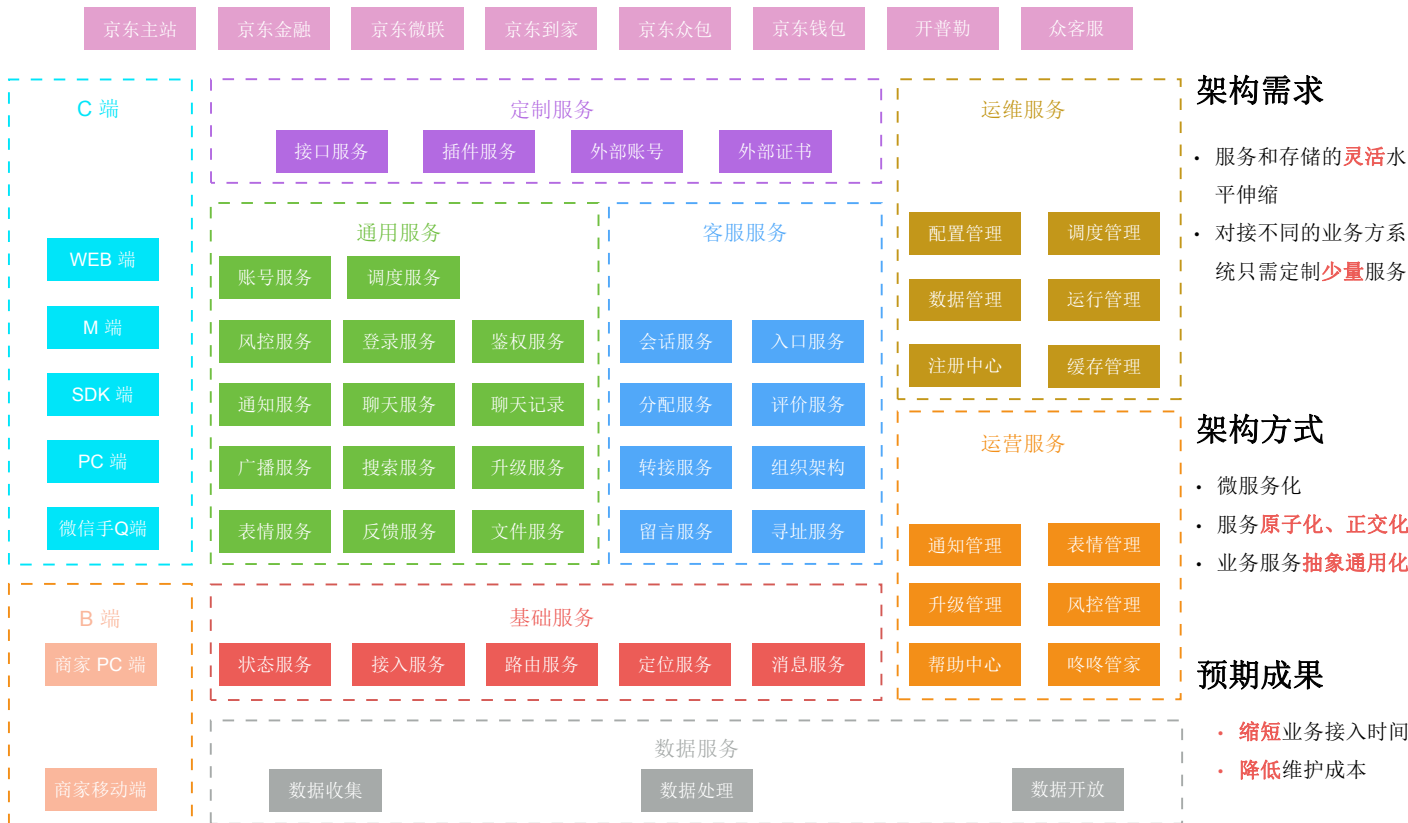 京东主站
京东金融
京东微联
京东到家
京东众包
京东钱包
开普勒
众客服
C 端
WEB 端
M 端
SDK 端
PC 端
微信手Q端
B 端
商家 PC 端
商家移动端
定制服务
接口服务
插件服务
外部账号
外部证书
通用服务
账号服务
调度服务
风控服务
登录服务
鉴权服务
通知服务
聊天服务
聊天记录
广播服务
搜索服务
升级服务
表情服务
反馈服务
文件服务
客服服务
会话服务
入口服务
分配服务
评价服务
转接服务
组织架构
留言服务
寻址服务
基础服务
状态服务
接入服务
路由服务
定位服务
消息服务
数据服务
数据收集
数据处理
数据开放
运维服务
配置管理
调度管理
数据管理
运行管理
注册中心
缓存管理
运营服务
通知管理
表情管理
升级管理
风控管理
帮助中心
咚咚管家
架构需求
• 服务和存储的灵活水
平伸缩
• 对接不同的业务方系
统只需定制少量服务
架构方式
• 微服务化
• 服务原子化、正交化
• 业务服务抽象通用化
预期成果
• 缩短业务接入时间
• 降低维护成本